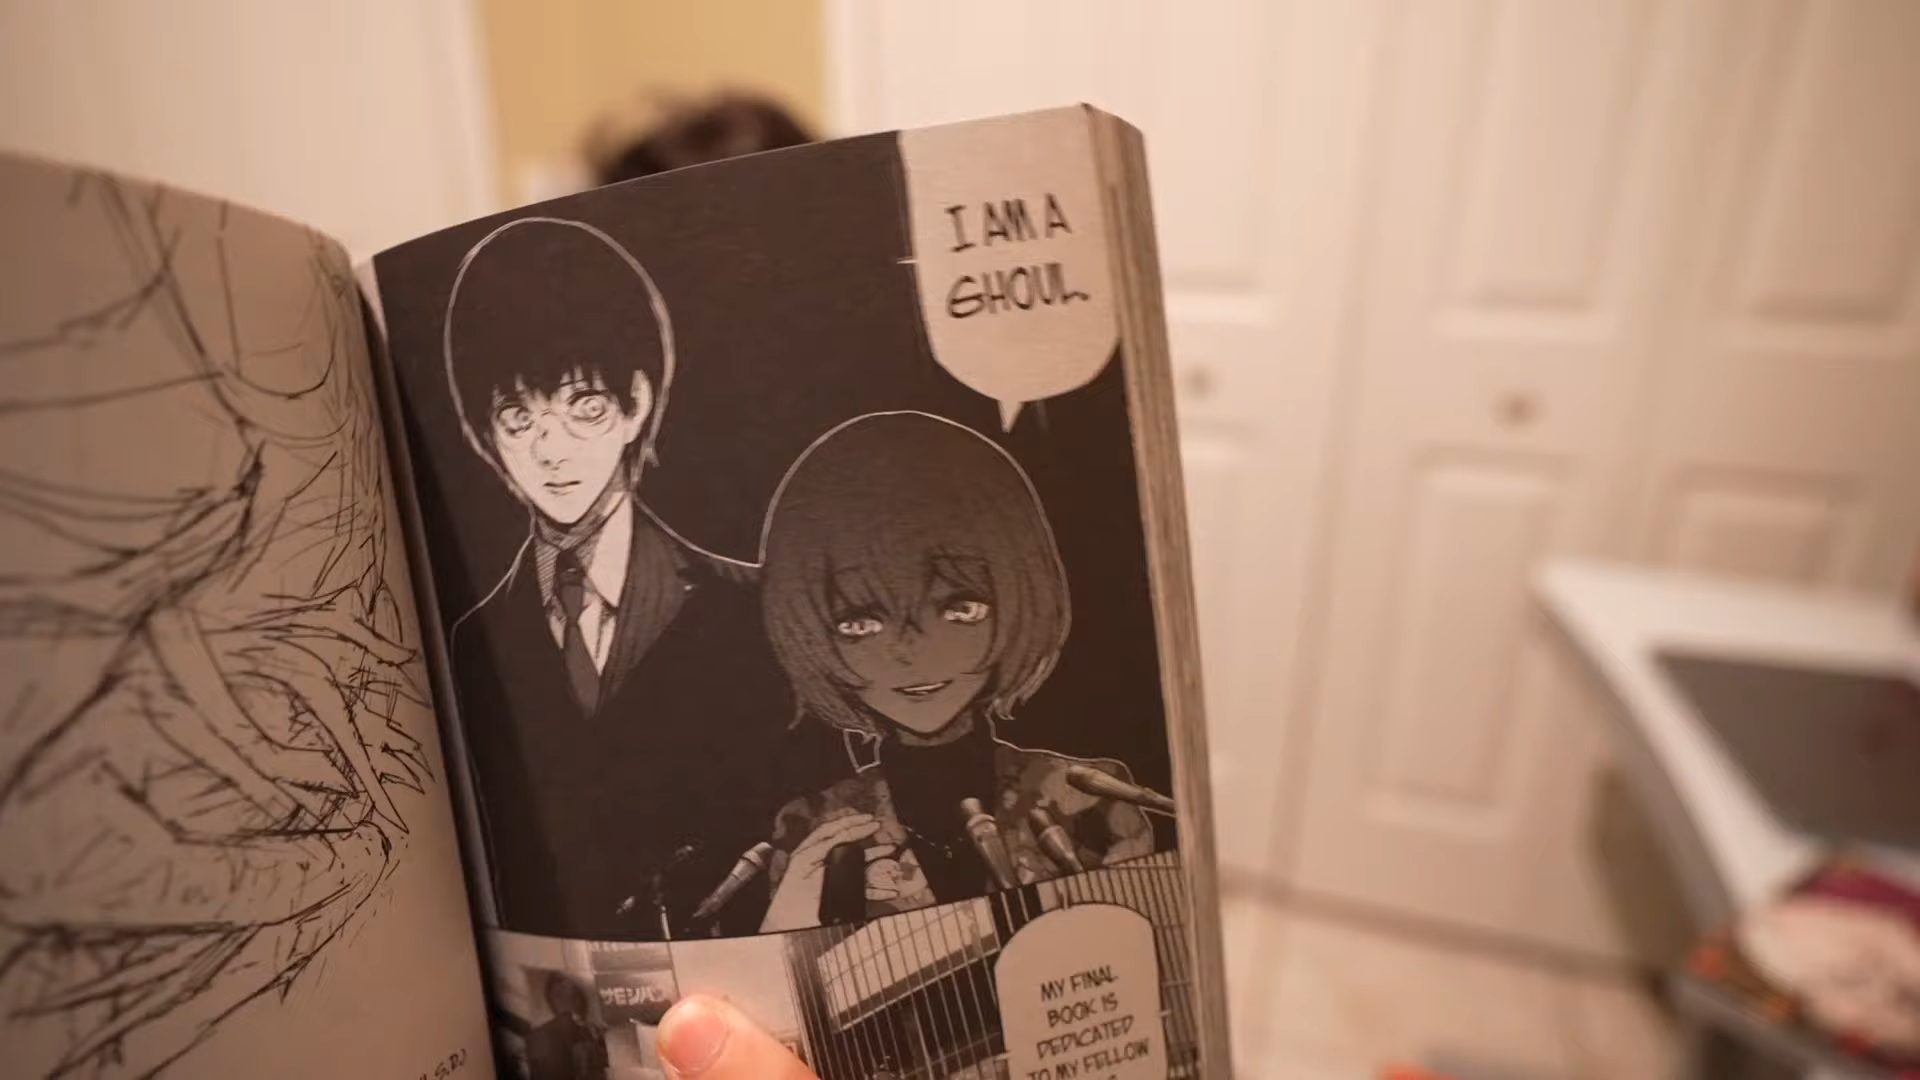 I AM A
GHOUL
MY FINAL
BOOK IS
DEDICATED
TO MY FELLOW